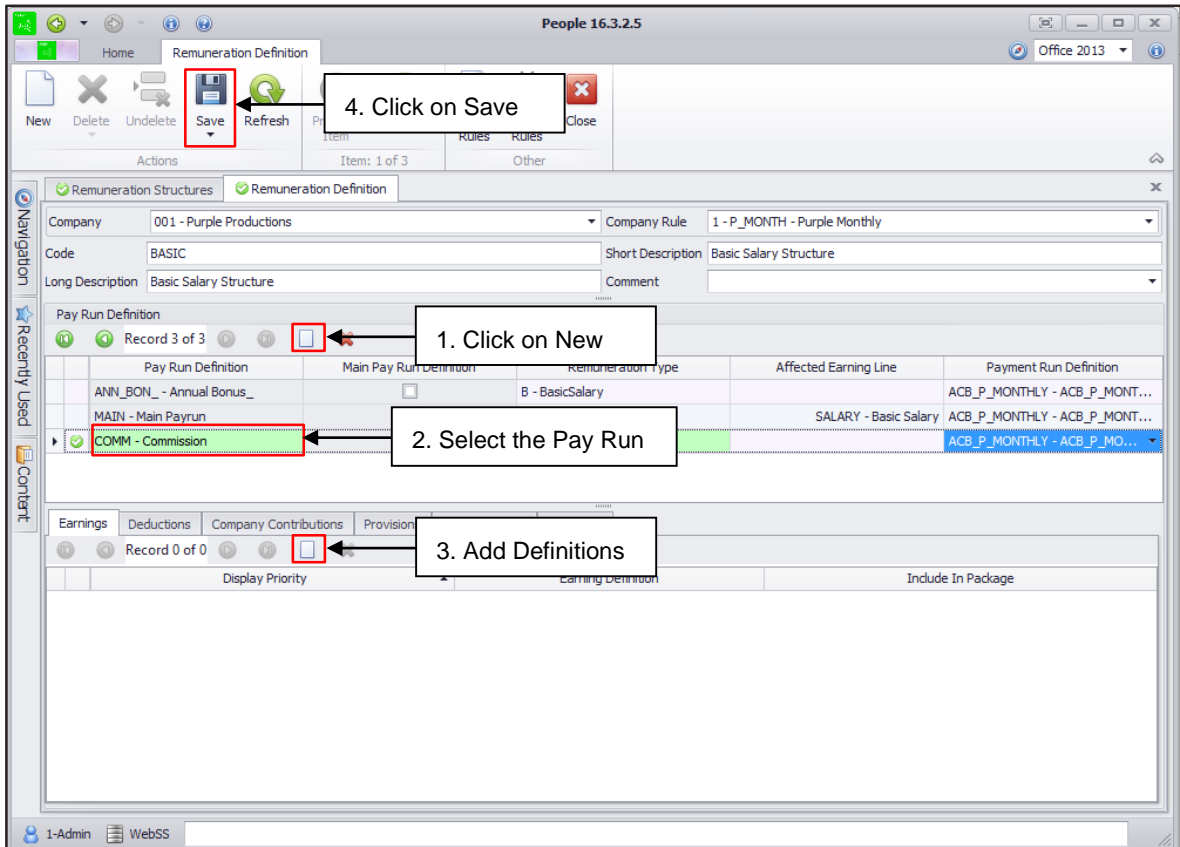 People 16.3.2.5
Home Remuneration Definition Office 2013
New Delete Undelete Save Refresh Item Rules Rules Close
4. Click on Save
Actions Item: 1 of 3 Other
Navigation
Recently Used
Content
Remuneration Structures Remuneration Definition
Company 001 - Purple Productions Company Rule 1 - P_MONTH - Purple Monthly
Code BASIC Short Description Basic Salary Structure
Long Description Basic Salary Structure Comment
Pay Run Definition
Record 3 of 3
1. Click on New
Pay Run Definition Main Pay Run Definition Remuneration Type Affected Earning Line Payment Run Definition
ANN_BON_ - Annual Bonus_ B - BasicSalary ACB_P_MONTHLY - ACB_P_MONT...
MAIN - Main Payrun SALARY - Basic Salary ACB_P_MONTHLY - ACB_P_MONT...
COMM - Commission ACB_P_MONTHLY - ACB_P_MO...
2. Select the Pay Run
Earnings Deductions Company Contributions Provision
Record 0 of 0
3. Add Definitions
Display Priority Earning Definition Include In Package
1-Admin WebSS